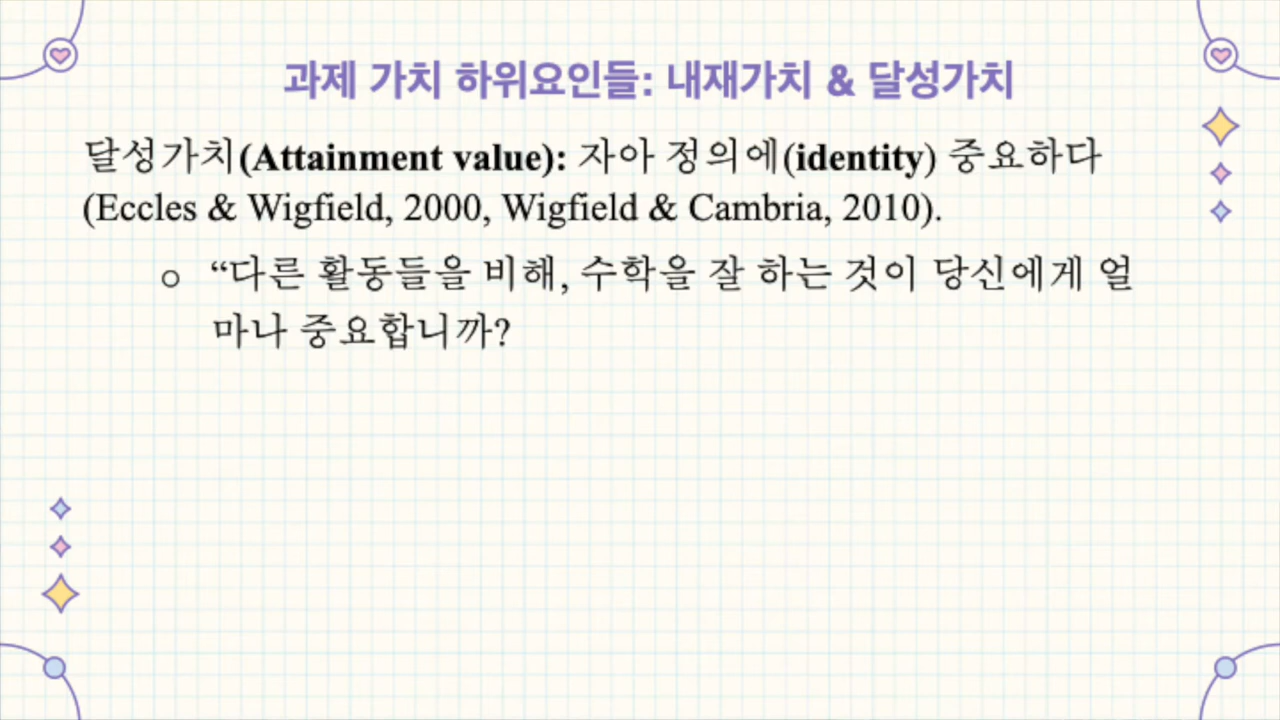 과제 가치 하위요인들: 내재가치 & 달성가치
달성가치(Attainment value): 자아 정의에(identity) 중요하다
(Eccles & Wigfield, 2000, Wigfield & Cambria, 2010).
“다른 활동들을 비해, 수학을 잘 하는 것이 당신에게 얼
마나 중요합니까?